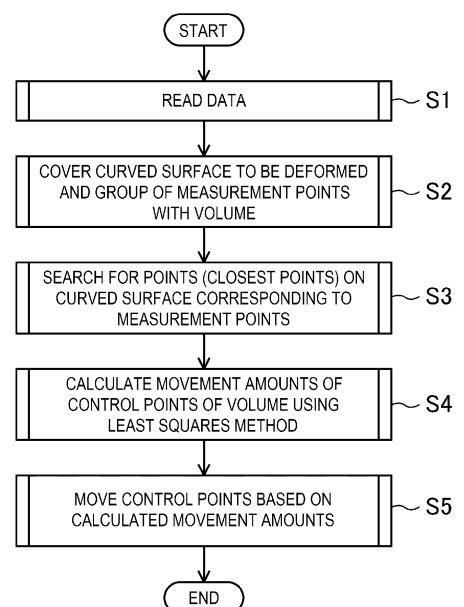 START
READ DATA
S1
COVER CURVED SURFACE TO BE DEFORMED
AND GROUP OF MEASUREMENT POINTS
WITH VOLUME
S2
SEARCH FOR POINTS (CLOSEST POINTS) ON
CURVED SURFACE CORRESPONDING TO
MEASUREMENT POINTS
S3
CALCULATE MOVEMENT AMOUNTS OF
CONTROL POINTS OF VOLUME USING
LEAST SQUARES METHOD
S4
MOVE CONTROL POINTS BASED ON
CALCULATED MOVEMENT AMOUNTS
S5
END